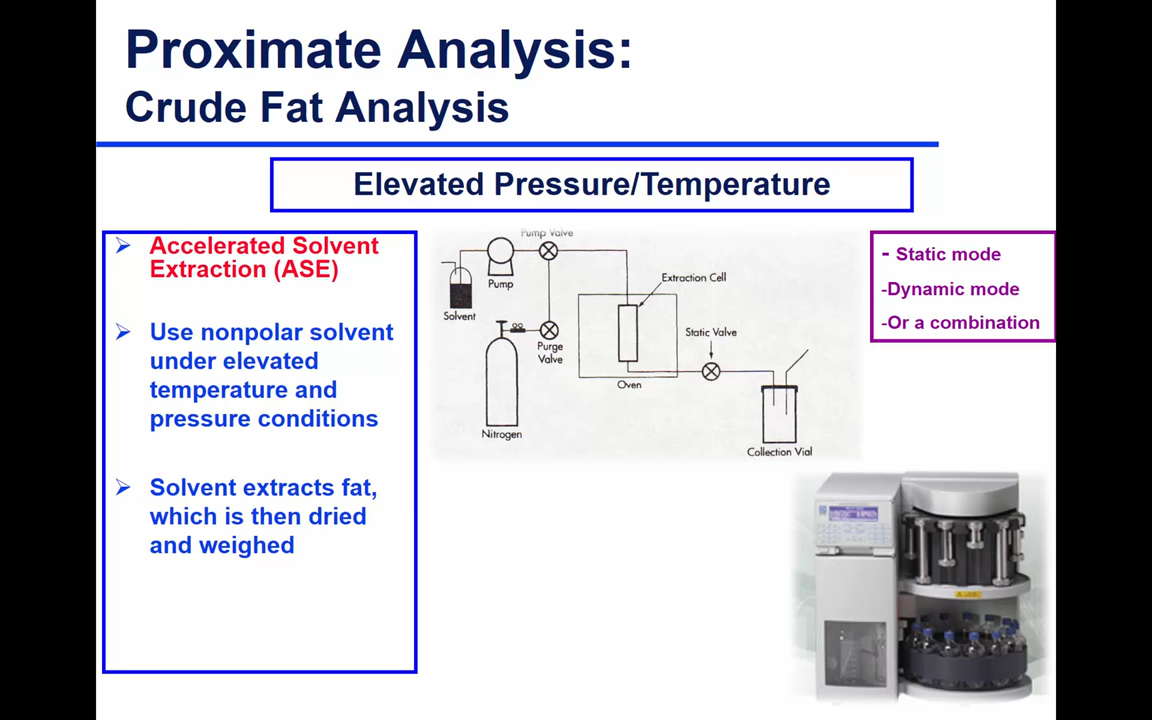 Proximate Analysis:
Crude Fat Analysis
Elevated Pressure/Temperature
➢ Accelerated Solvent
Extraction (ASE)
➢ Use nonpolar solvent
under elevated
temperature and
pressure conditions
➢ Solvent extracts fat,
which is then dried
and weighed
Pump Valve
Pump
Solvent
Extraction Cell
Purge
Valve
Static Valve
Oven
Nitrogen
Collection Vial
- Static mode
-Dynamic mode
-Or a combination